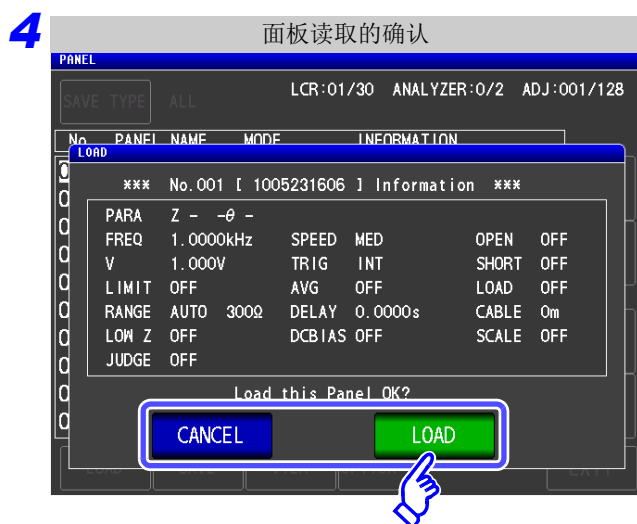 4
面板读取的确认
PANEL
SAVE TYPE ALL LCR:01/30 ANALYZER:0/2 ADJ:001/128
No. PANEL NAME MODE INFORMATION
LOAD
*** No.001 [ 1005231606 ] Information ***
PARA Z - -θ -
FREQ 1.0000kHz SPEED MED OPEN OFF
V 1.000V TRIG INT SHORT OFF
LIMIT OFF AVG OFF LOAD OFF
RANGE AUTO 300Ω DELAY 0.0000s CABLE 0m
LOW Z OFF DCBIAS OFF SCALE OFF
JUDGE OFF
Load this Panel OK?
CANCEL LOAD
EXIT